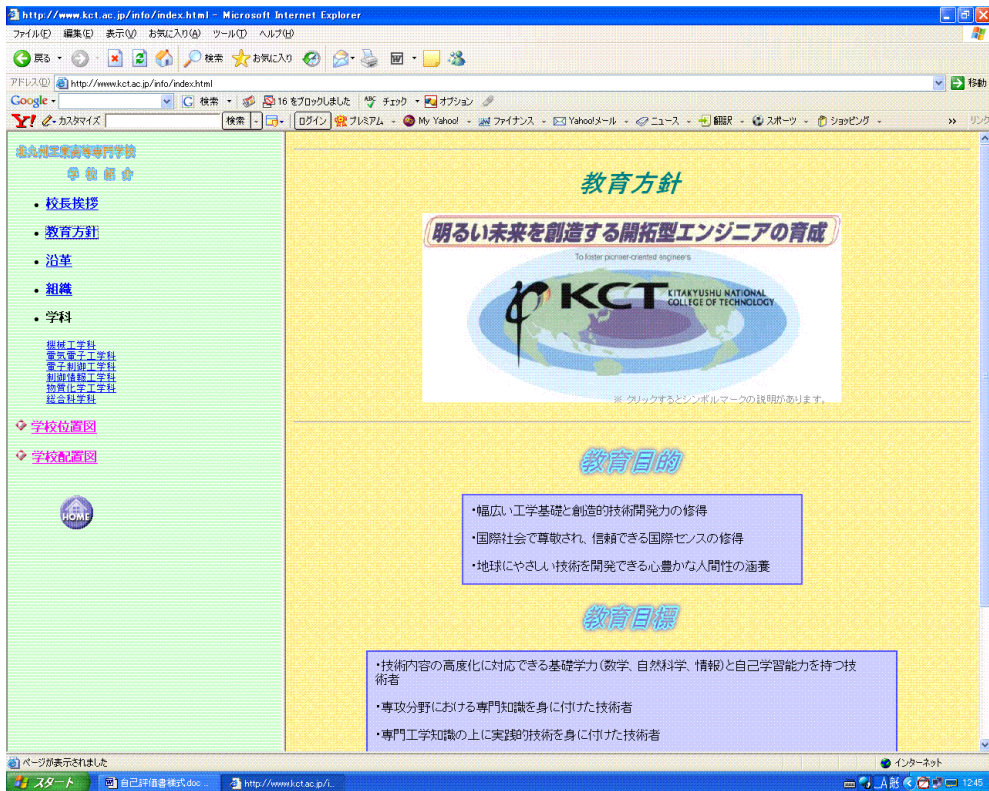 http://www.kct.ac.jp/info/index.html - Microsoft Internet Explorer
ファイル(F) 編集(E) 表示(V) お気に入り(A) ツール(T) ヘルプ(H)
戻る 検索 お気に入り
アドレス(D) http://www.kct.ac.jp/info/index.html 移動
Google 検索 16 をブロックしました ABC チェック オプション
Y! カスタマイズ 検索 ログイン プレミアム My Yahoo! ファイナンス Yahoo!メール ニュース 翻訳 スポーツ ショッピング » リンク
北九州工業高等専門学校
学校紹介
・校長挨拶
・教育方針
・沿革
・組織
・学科
機械工学科
電気電子工学科
電子制御工学科
制御情報工学科
物質化学工学科
総合科学科
学校位置図
学校配置図
HOME
教育方針
明るい未来を創造する開拓型エンジニアの育成
To foster pioneer-oriented engineers
KCT KITAKYUSHU NATIONAL
COLLEGE OF TECHNOLOGY
※ クリックするとシンボルマークの説明があります。
教育目的
・幅広い工学基礎と創造的技術開発力の修得
・国際社会で尊敬され、信頼できる国際センスの修得
・地球にやさしい技術を開発できる心豊かな人間性の涵養
教育目標
・技術内容の高度化に対応できる基礎学力(数学、自然科学、情報)と自己学習能力を持つ技
術者
・専攻分野における専門知識を身に付けた技術者
・専門工学知識の上に実践的技術を身に付けた技術者
ページが表示されました インターネット
スタート 自己評価書様式.doc ... http://www.kct.ac.jp/i... A 般 12:45